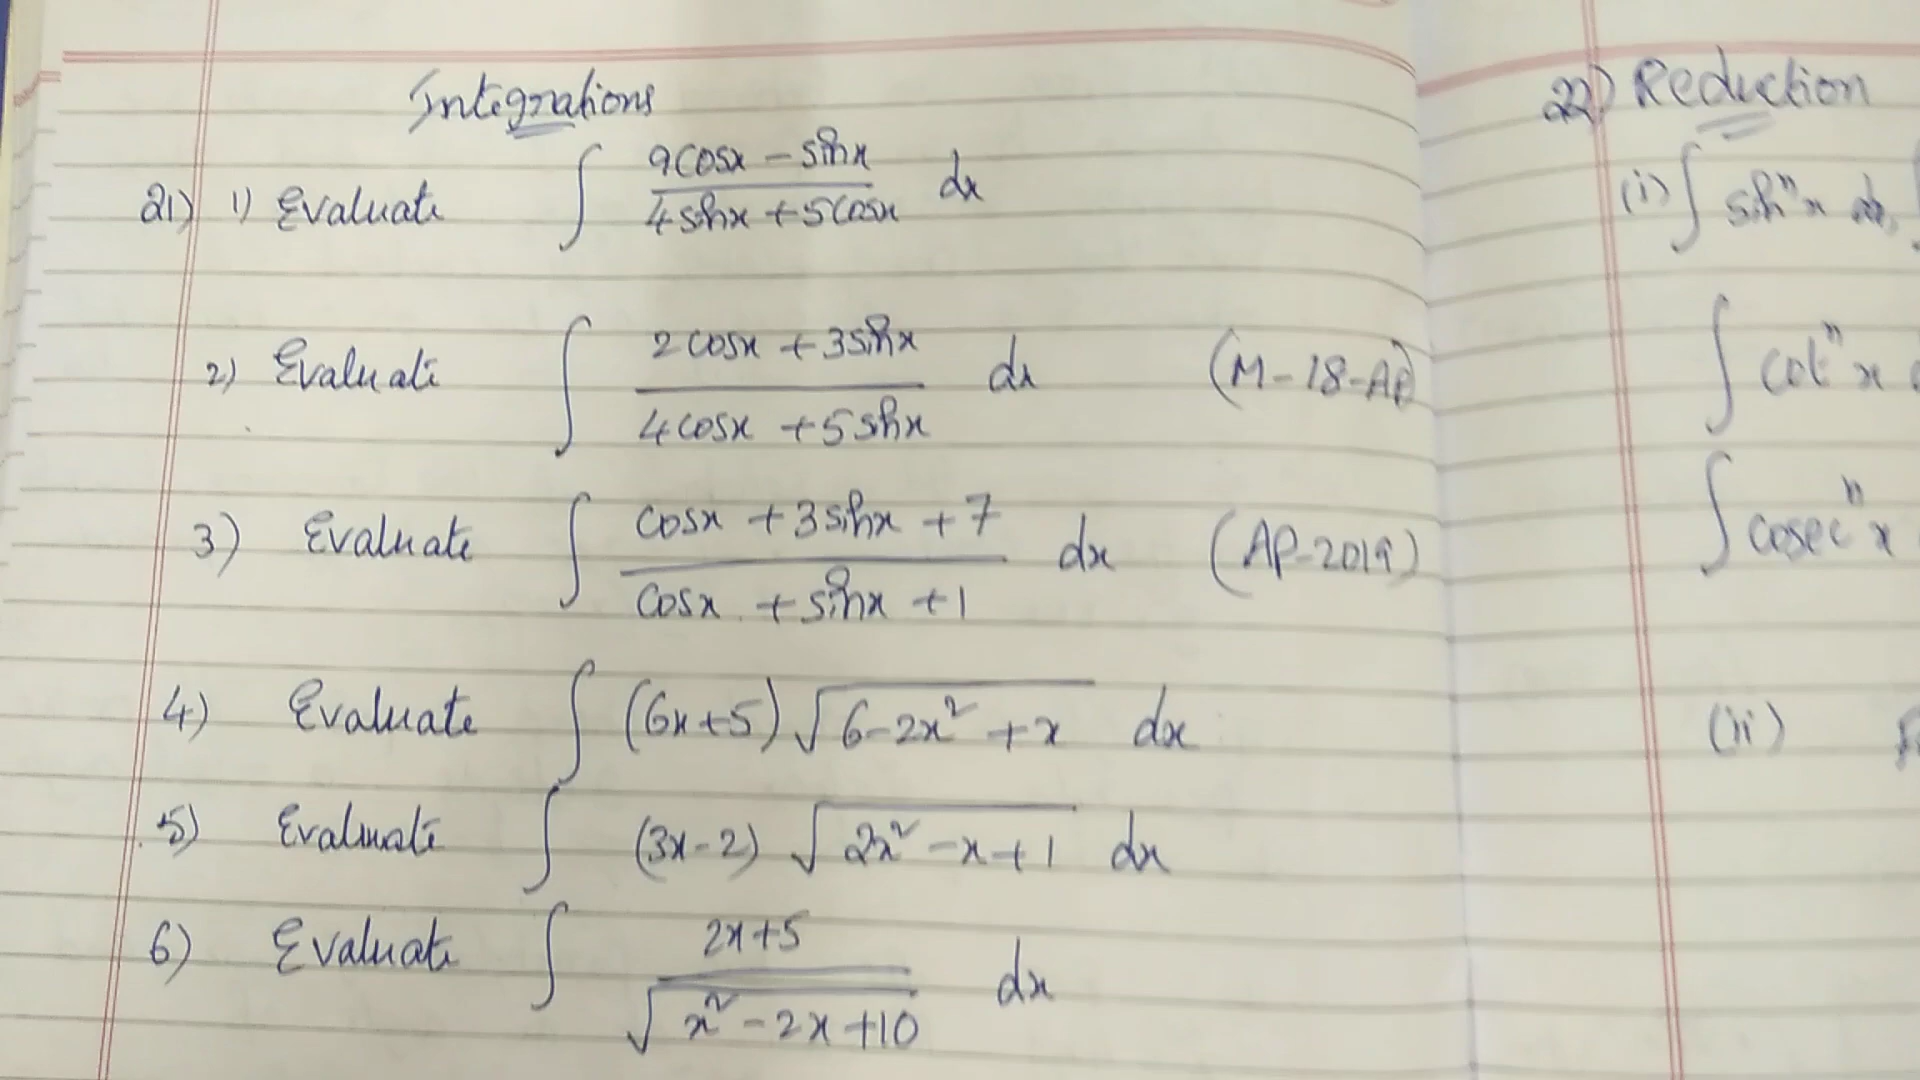 Integrations
21) 1) Evaluate ∫ 9cosx - sinx / 4sinx + 5cosx dx
2) Evaluate ∫ 2cosx + 3sinx / 4cosx + 5sinx dx (M-18-AP)
3) Evaluate ∫ cosx + 3sinx + 7 / cosx + sinx + 1 dx (AP-2019)
4) Evaluate ∫ (6x+5) √6-2x² + x dx
5) Evaluate ∫ (3x-2) √2x² - x + 1 dx
6) Evaluate ∫ 2x+5 / √x² - 2x + 10 dx
22) Reduction
(i) ∫ sinⁿx dx,
∫ cotⁿx
∫ cosecⁿx
(ii)